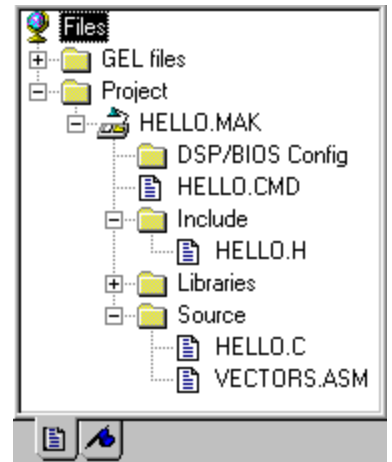 Files
GEL files
Project
HELLO.MAK
DSP/BIOS Config
HELLO.CMD
Include
HELLO.H
Libraries
Source
HELLO.C
VECTORS.ASM